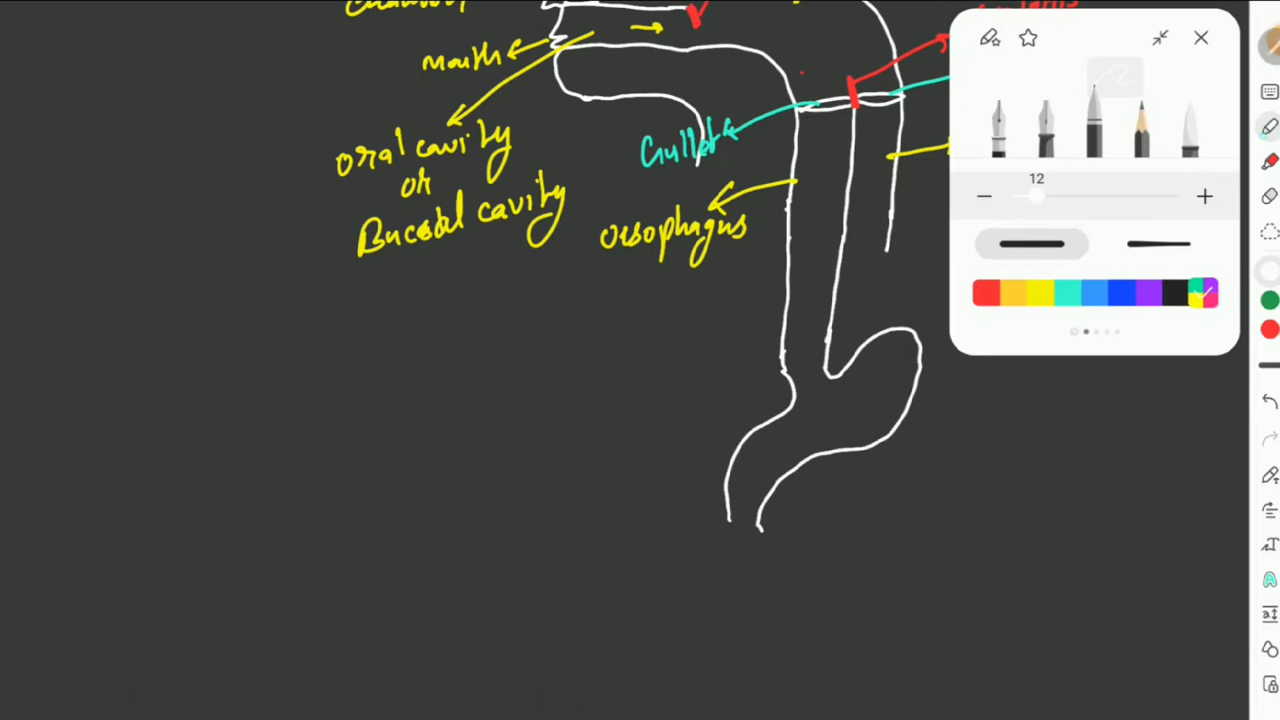 mouth
12
Gullet
oral cavity
or
Buccal cavity
oesophagus